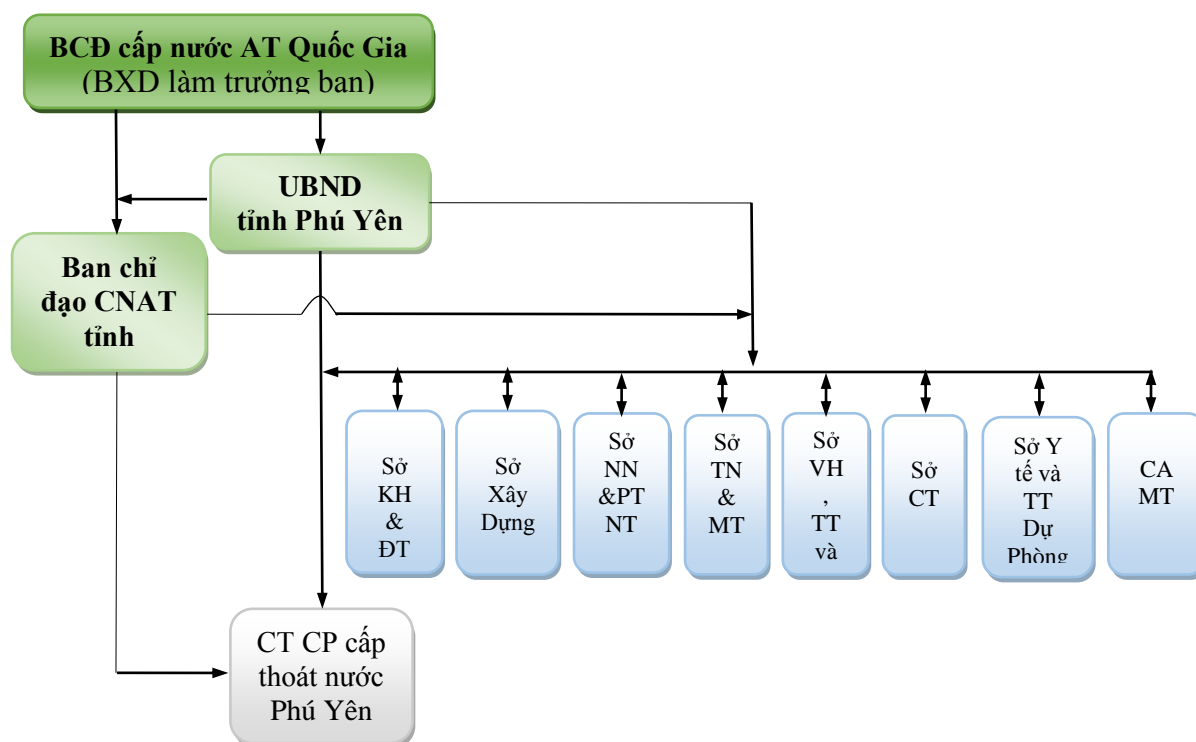 BCĐ cấp nước AT Quốc Gia
(BXD làm trưởng ban)
UBND
tỉnh Phú Yên
Ban chỉ
đạo CNAT
tỉnh
Sở
KH
&
ĐT
Sở
Xây
Dựng
Sở
NN
&PT
NT
Sở
TN
&
MT
Sở
VH
, TT
và
Sở
CT
Sở Y
tế và
TT
Dự
Phòng
CA
MT
CT CP cấp
thoát nước
Phú Yên